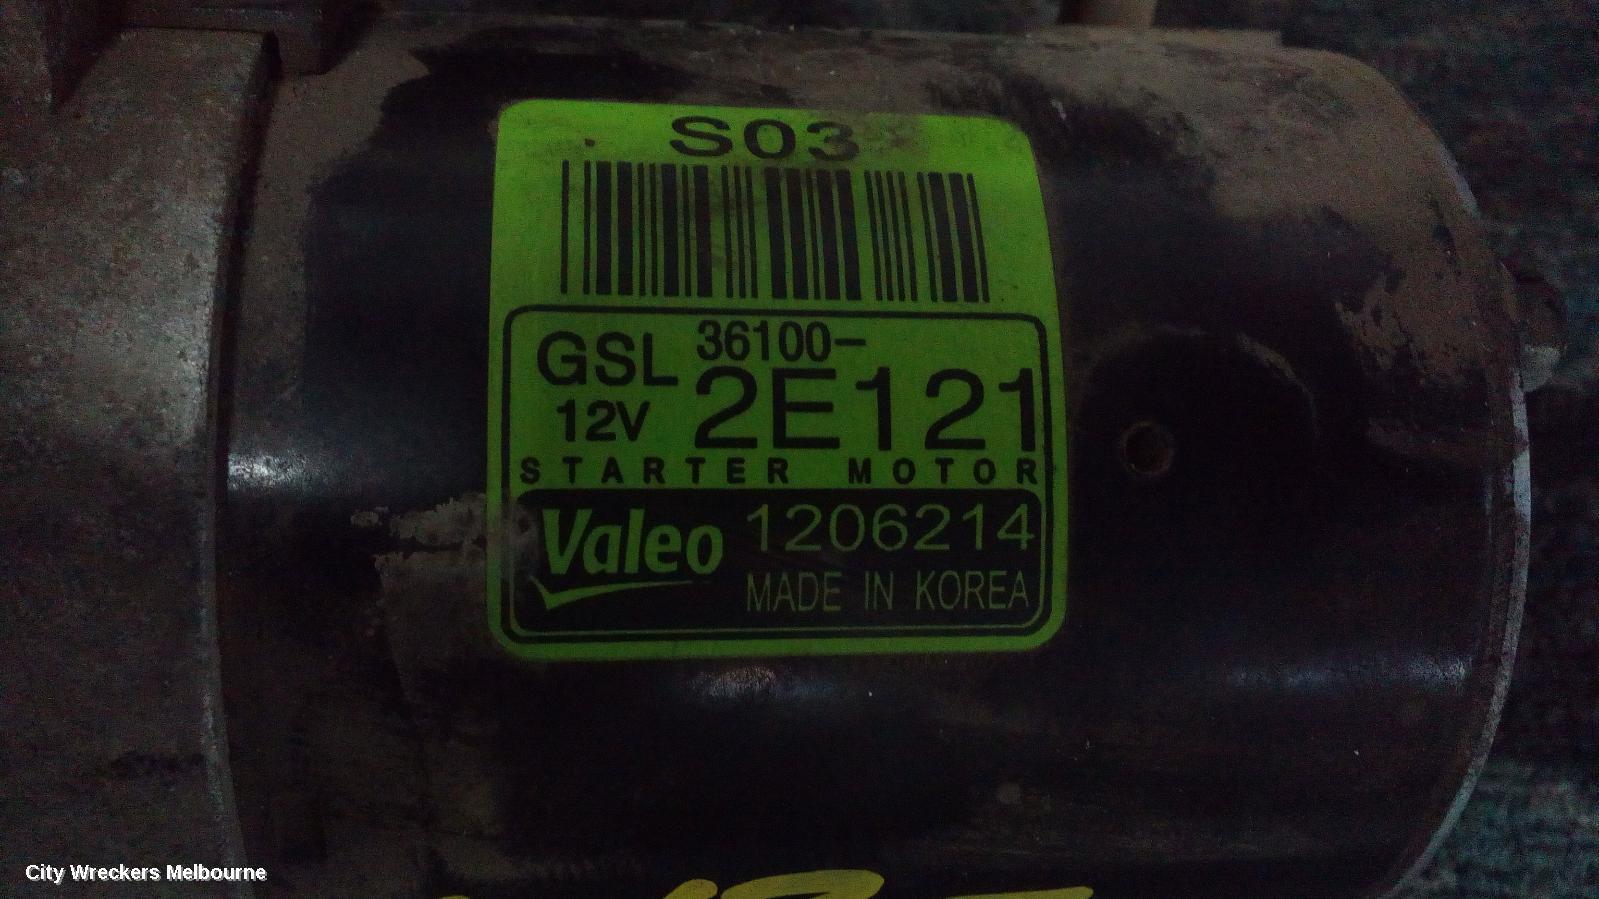 S03
GSL 36100-
12V 2E121
STARTER MOTOR
Valeo 1206214
MADE IN KOREA
City Wreckers Melbourne